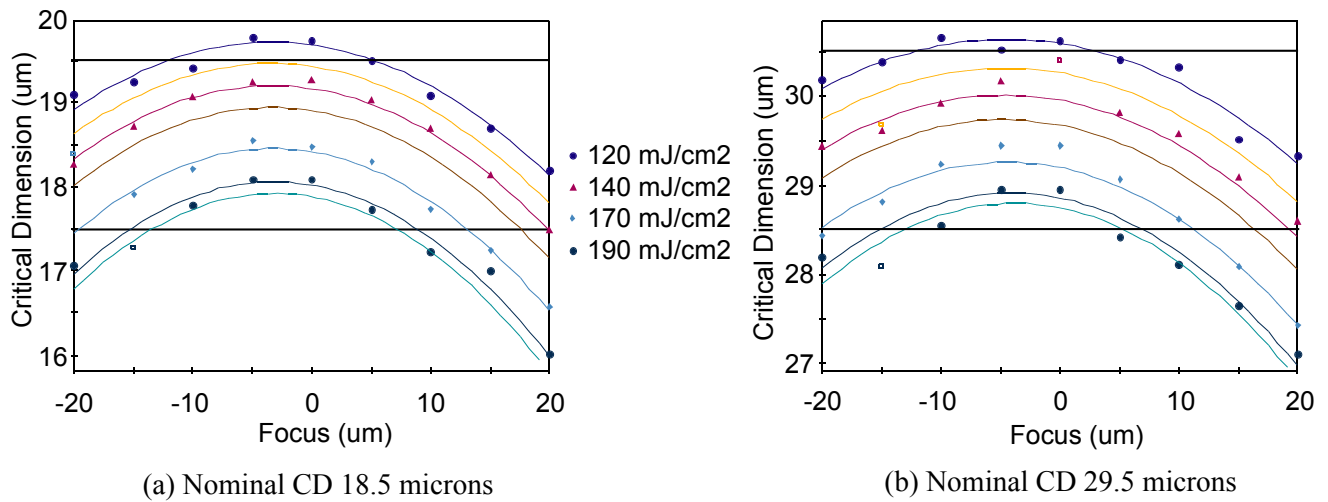 20
19
18
17
16
Critical Dimension (um)
-20
-10
0
10
20
Focus (um)
120 mJ/cm2
140 mJ/cm2
170 mJ/cm2
190 mJ/cm2
(a) Nominal CD 18.5 microns
30
29
28
27
Critical Dimension (um)
-20
-10
0
10
20
Focus (um)
(b) Nominal CD 29.5 microns